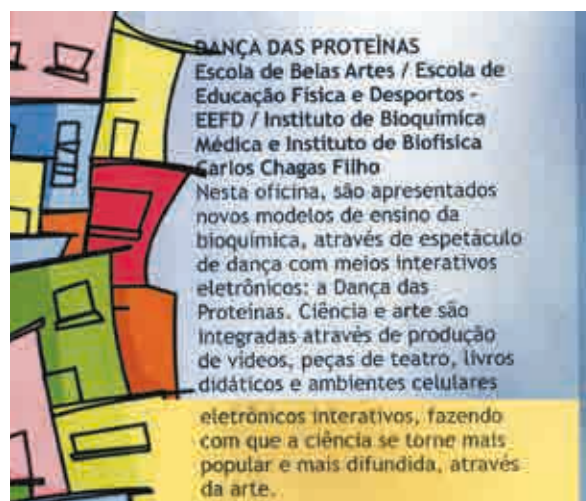 DANÇA DAS PROTEÍNAS
Escola de Belas Artes / Escola de
Educação Física e Desportos -
EEFD / Instituto de Bioquímica
Médica e Instituto de Biofísica
Carlos Chagas Filho
Nesta oficina, são apresentados
novos modelos de ensino da
bioquímica, através de espetáculo
de dança com meios interativos
eletrônicos: a Dança das
Proteínas. Ciência e arte são
integradas através de produção
de vídeos, peças de teatro, livros
didáticos e ambientes celulares
eletrônicos interativos, fazendo
com que a ciência se torne mais
popular e mais difundida, através
da arte.